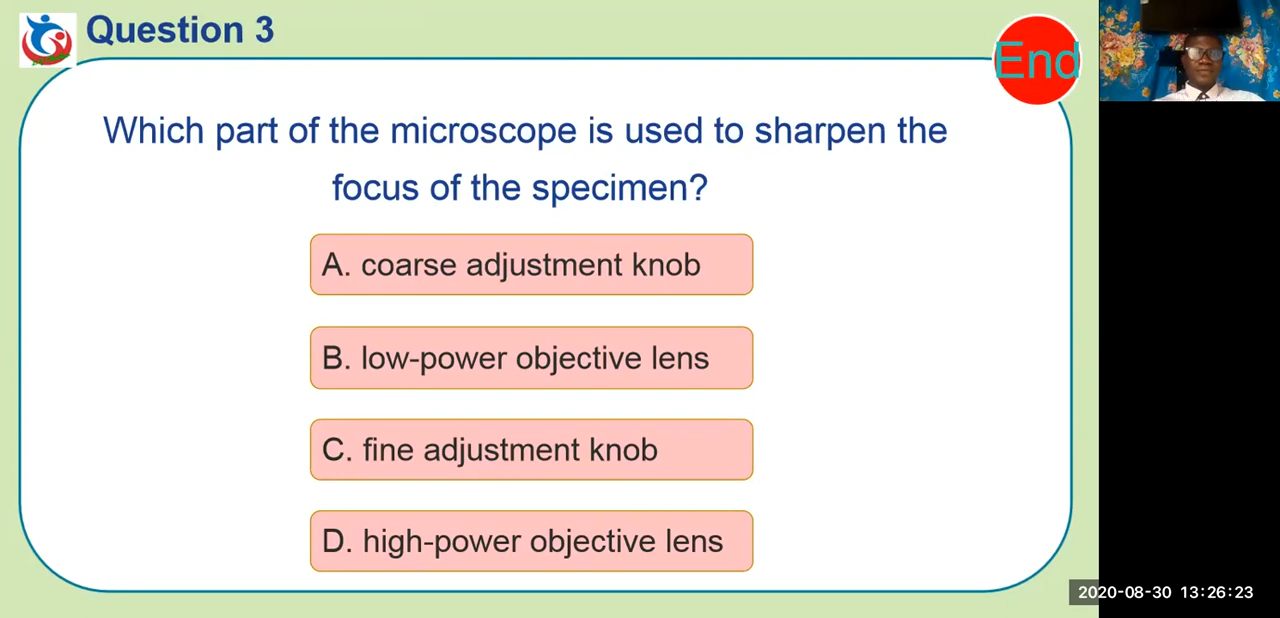 Question 3
End
Which part of the microscope is used to sharpen the
focus of the specimen?
A. coarse adjustment knob
B. low-power objective lens
C. fine adjustment knob
D. high-power objective lens
2020-08-30 13:26:23